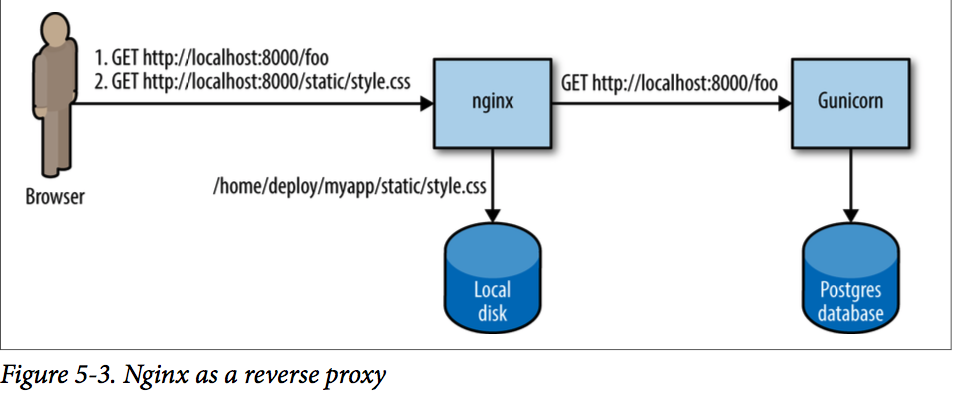 1. GET http://localhost:8000/foo
2. GET http://localhost:8000/static/style.css
nginx
GET http://localhost:8000/foo
Gunicorn
Browser
/home/deploy/myapp/static/style.css
Local
disk
Postgres
database
Figure 5-3. Nginx as a reverse proxy